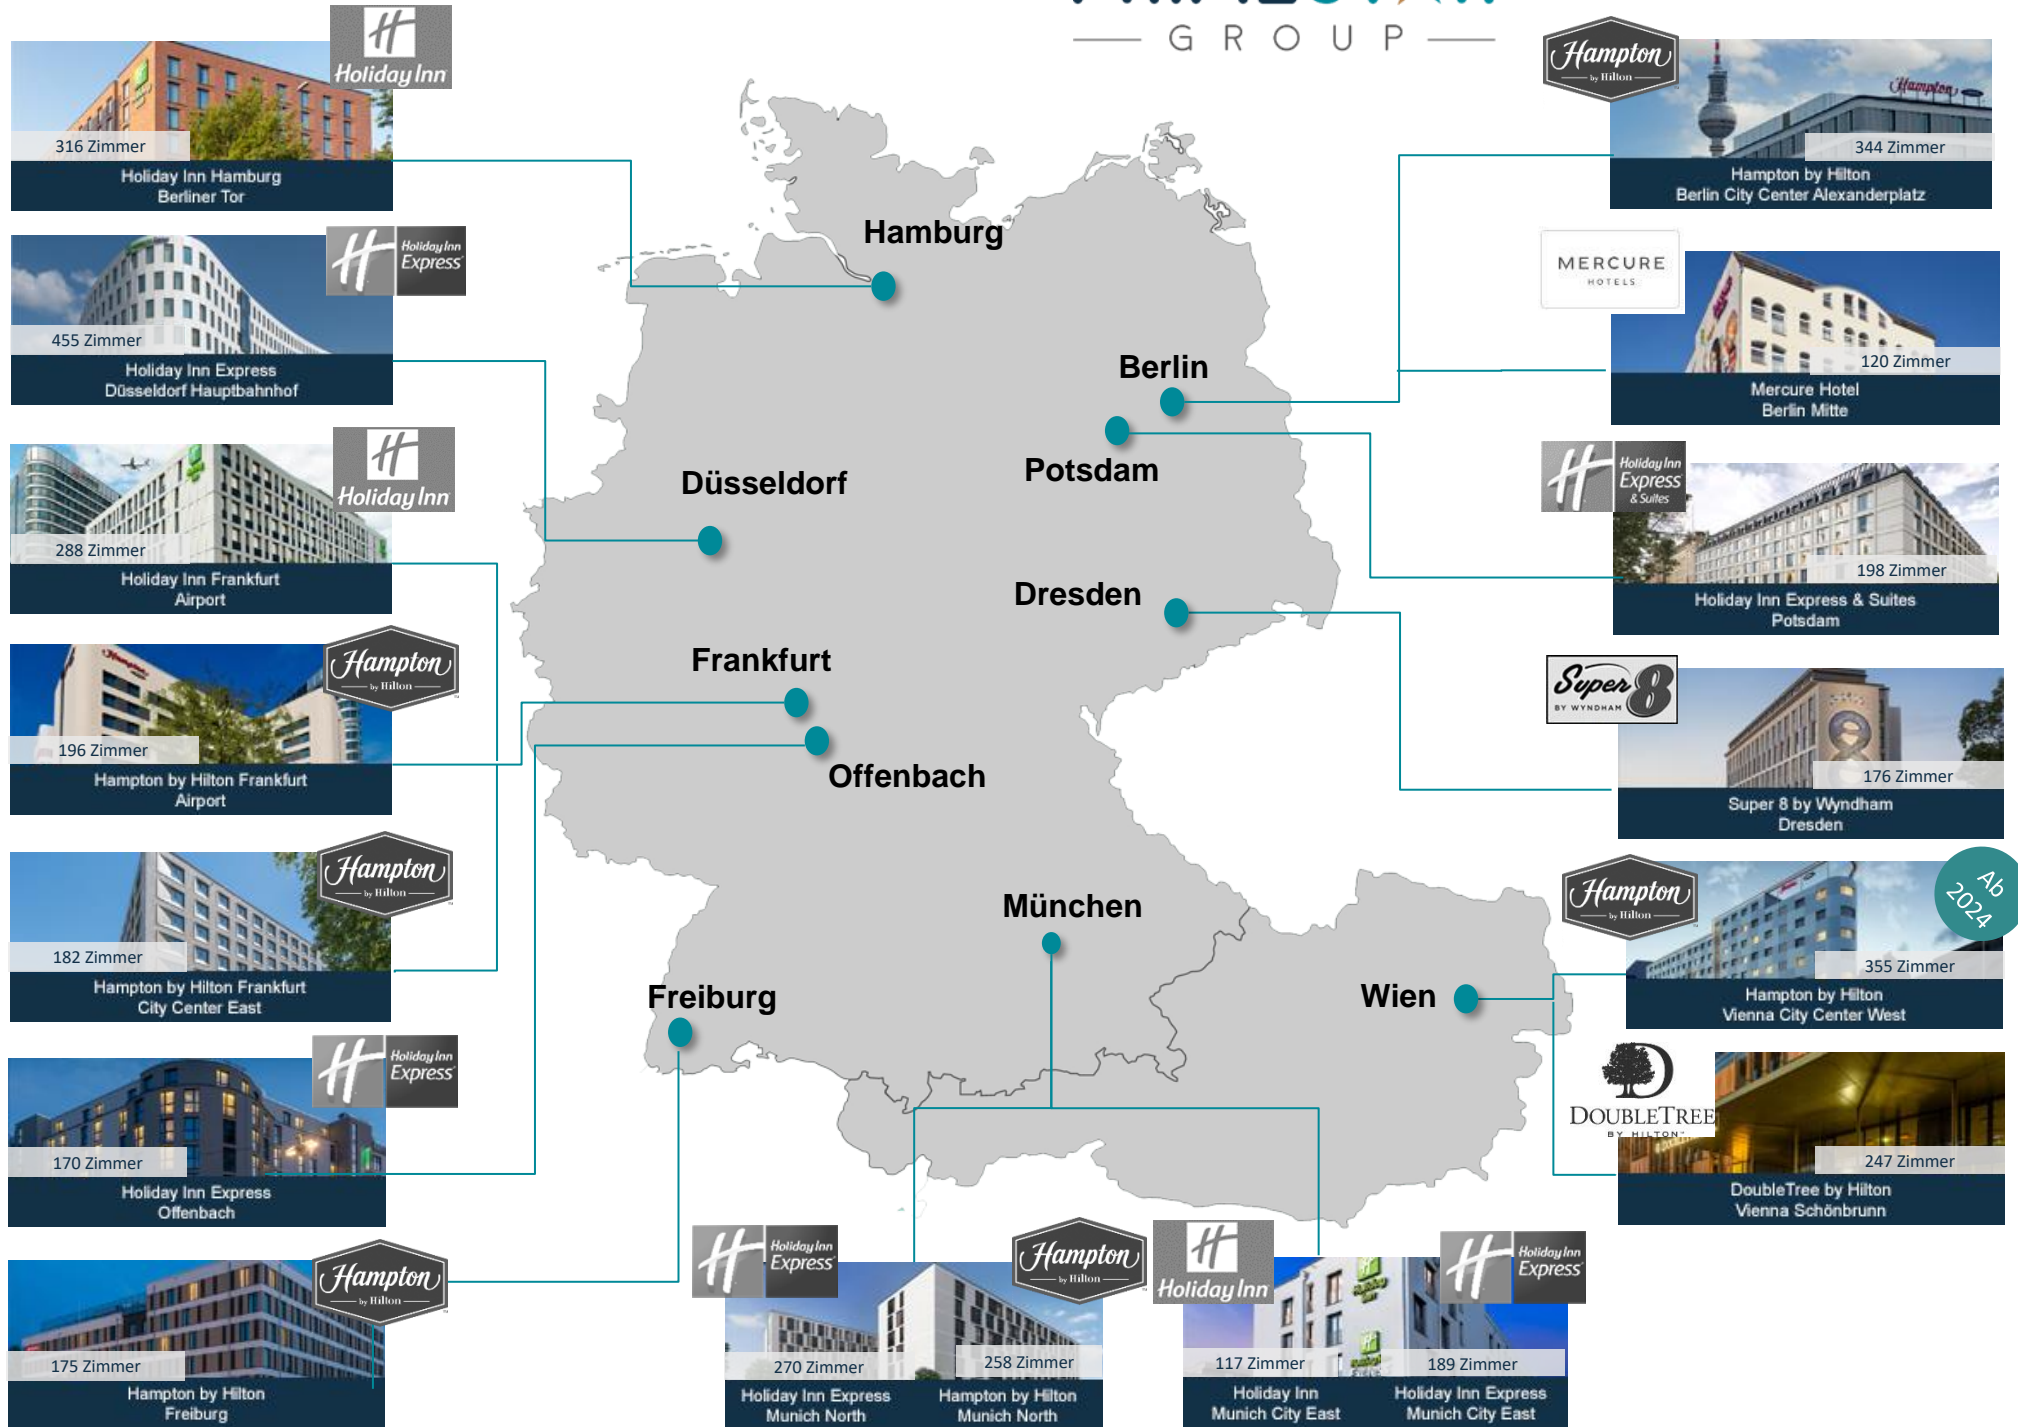 GROUP
Holiday Inn
316 Zimmer
Holiday Inn Hamburg
Berliner Tor
Holiday Inn
Express
455 Zimmer
Holiday Inn Express
Düsseldorf Hauptbahnhof
Holiday Inn
288 Zimmer
Holiday Inn Frankfurt
Airport
Hampton
by Hilton
196 Zimmer
Hampton by Hilton Frankfurt
Airport
Hampton
by Hilton
182 Zimmer
Hampton by Hilton Frankfurt
City Center East
Holiday Inn
Express
170 Zimmer
Holiday Inn Express
Offenbach
Hampton
by Hilton
175 Zimmer
Hampton by Hilton
Freiburg
Hamburg
Berlin
Potsdam
Düsseldorf
Dresden
Frankfurt
Offenbach
München
Freiburg
Wien
Holiday Inn
Express
270 Zimmer
Holiday Inn Express
Munich North
Hampton
by Hilton
258 Zimmer
Hampton by Hilton
Munich North
Holiday Inn
117 Zimmer
Holiday Inn
Munich City East
Holiday Inn
Express
189 Zimmer
Holiday Inn Express
Munich City East
Hampton
by Hilton
Hampton
344 Zimmer
Hampton by Hilton
Berlin City Center Alexanderplatz
MERCURE
HOTELS
120 Zimmer
Mercure Hotel
Berlin Mitte
Holiday Inn
Express
& Suites
198 Zimmer
Holiday Inn Express & Suites
Potsdam
Super 8
BY WYNDHAM
176 Zimmer
Super 8 by Wyndham
Dresden
Hampton
by Hilton
Ab
2024
355 Zimmer
Hampton by Hilton
Vienna City Center West
D
DOUBLETREE
BY HILTON™
247 Zimmer
DoubleTree by Hilton
Vienna Schönbrunn